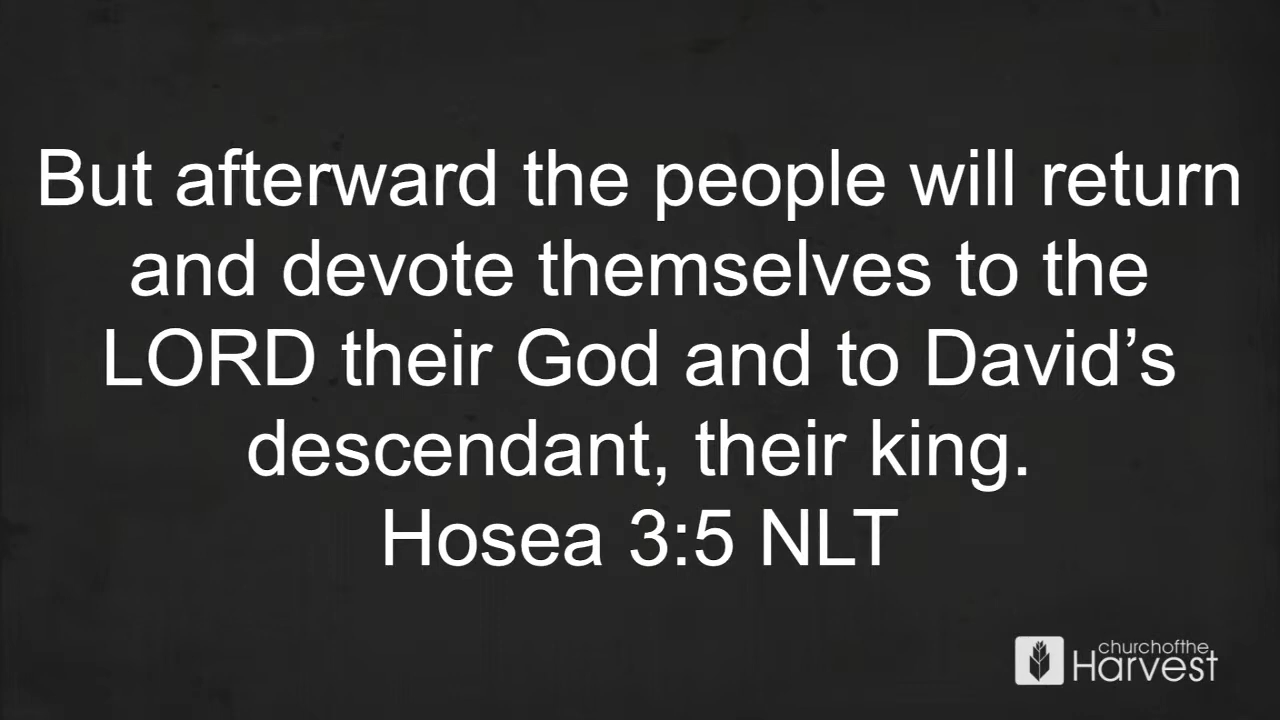 But afterward the people will return
and devote themselves to the
LORD their God and to David’s
descendant, their king.
Hosea 3:5 NLT
churchofthe
Harvest